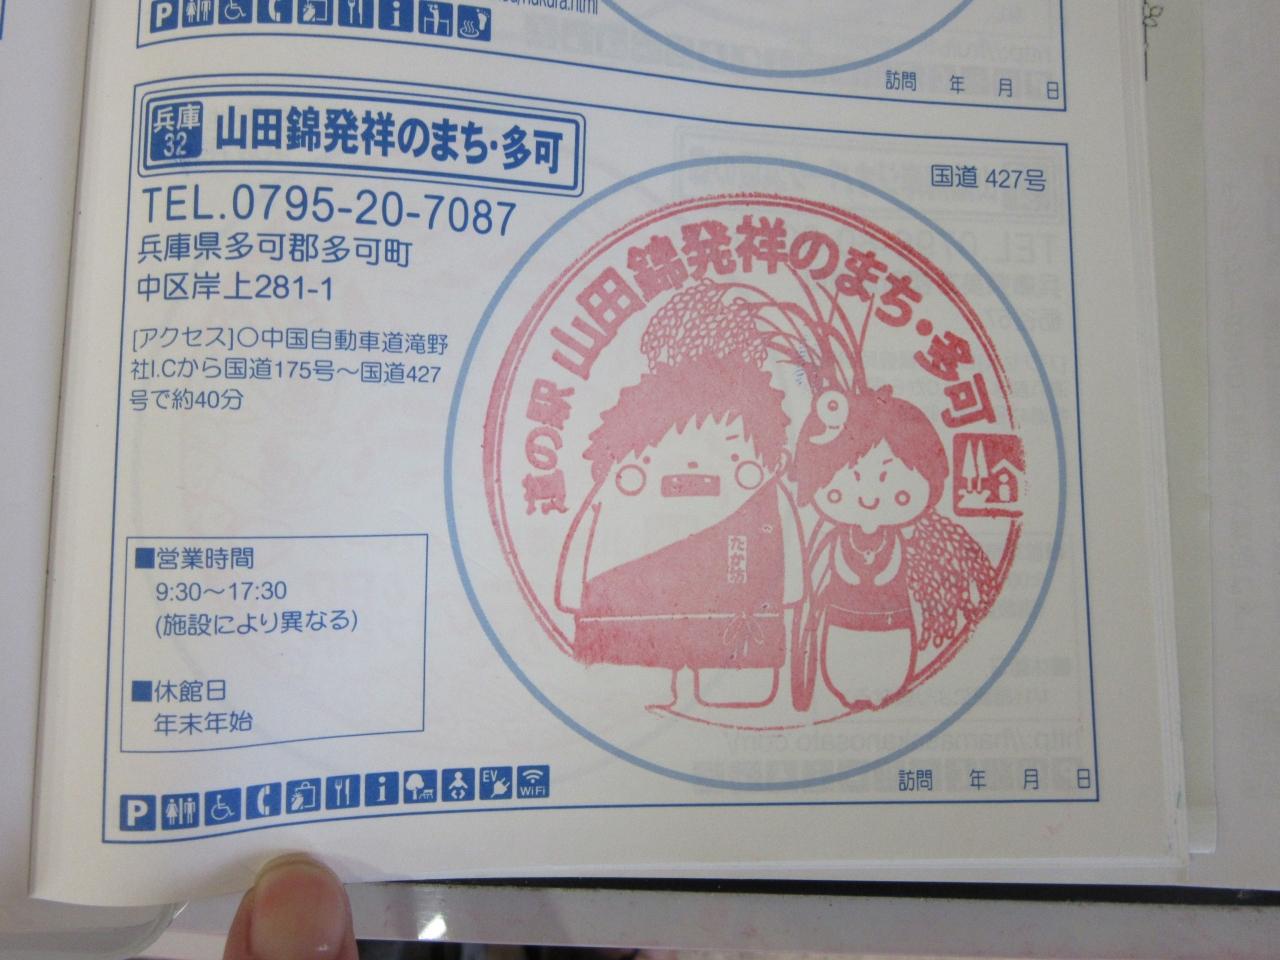 訪問 年 月 日
兵庫
32
山田錦発祥のまち・多可
国道 427号
TEL.0795-20-7087
兵庫県多可郡多可町
中区岸上281-1
[アクセス]〇中国自動車道滝野
社I.Cから国道175号～国道427
号で約40分
道の駅 山田錦発祥のまち・多可
■営業時間
9:30～17:30
(施設により異なる)
■休館日
年末年始
P
i
EV
WiFi
訪問 年 月 日